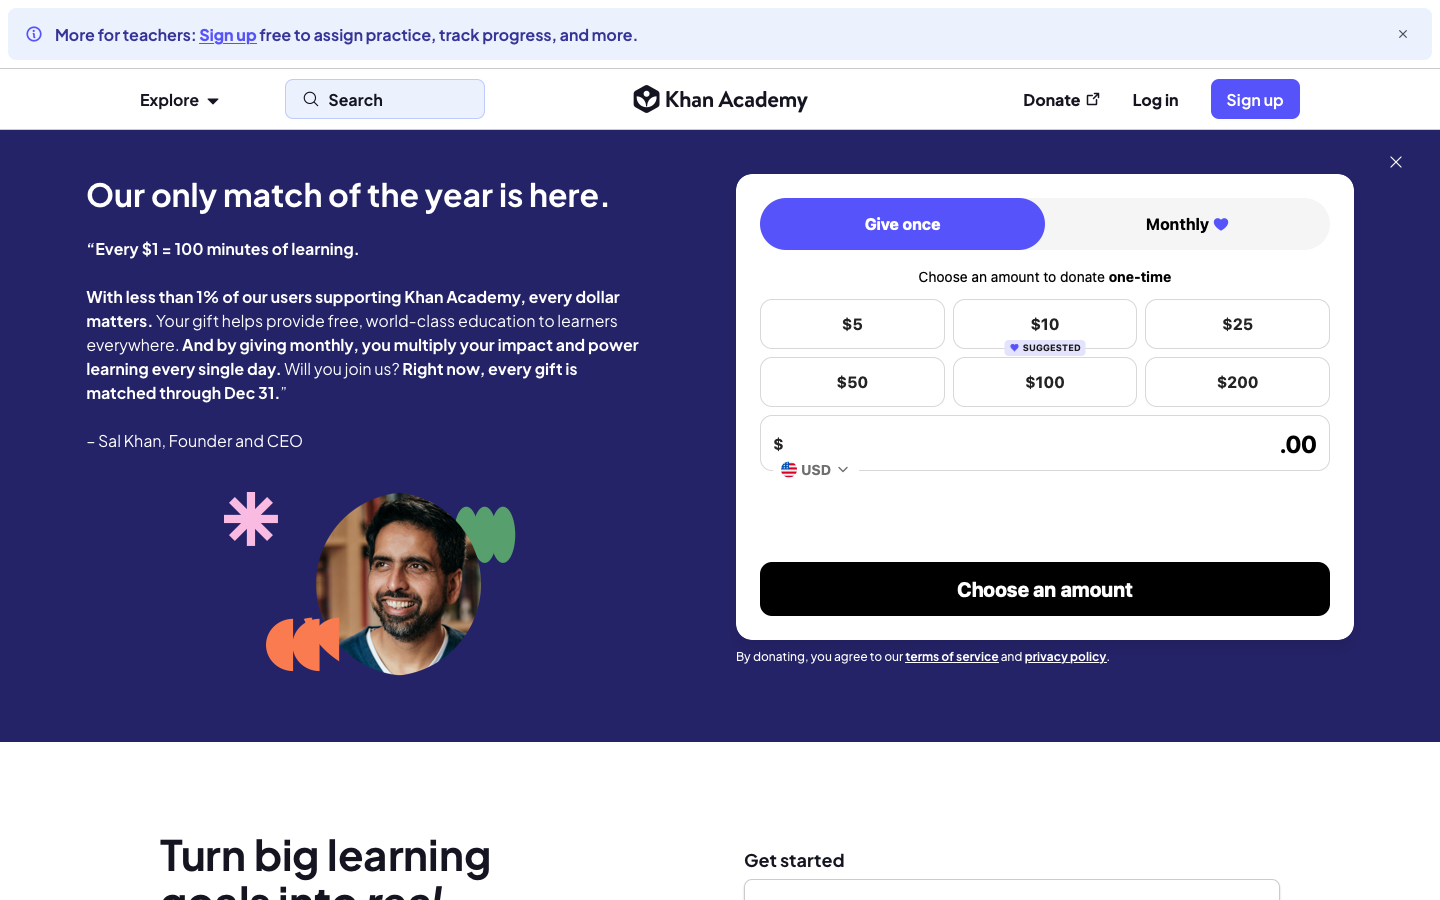 More for teachers: Sign up free to assign practice, track progress, and more.
Explore
Search
Khan Academy
Donate
Log in
Sign up
Our only match of the year is here.
“Every $1 = 100 minutes of learning.
With less than 1% of our users supporting Khan Academy, every dollar
matters. Your gift helps provide free, world-class education to learners
everywhere. And by giving monthly, you multiply your impact and power
learning every single day. Will you join us? Right now, every gift is
matched through Dec 31.”
– Sal Khan, Founder and CEO
Give once
Monthly
Choose an amount to donate one-time
$5
$10
$25
SUGGESTED
$50
$100
$200
$
.00
USD
Choose an amount
By donating, you agree to our terms of service and privacy policy.
Turn big learning
goals into real
Get started